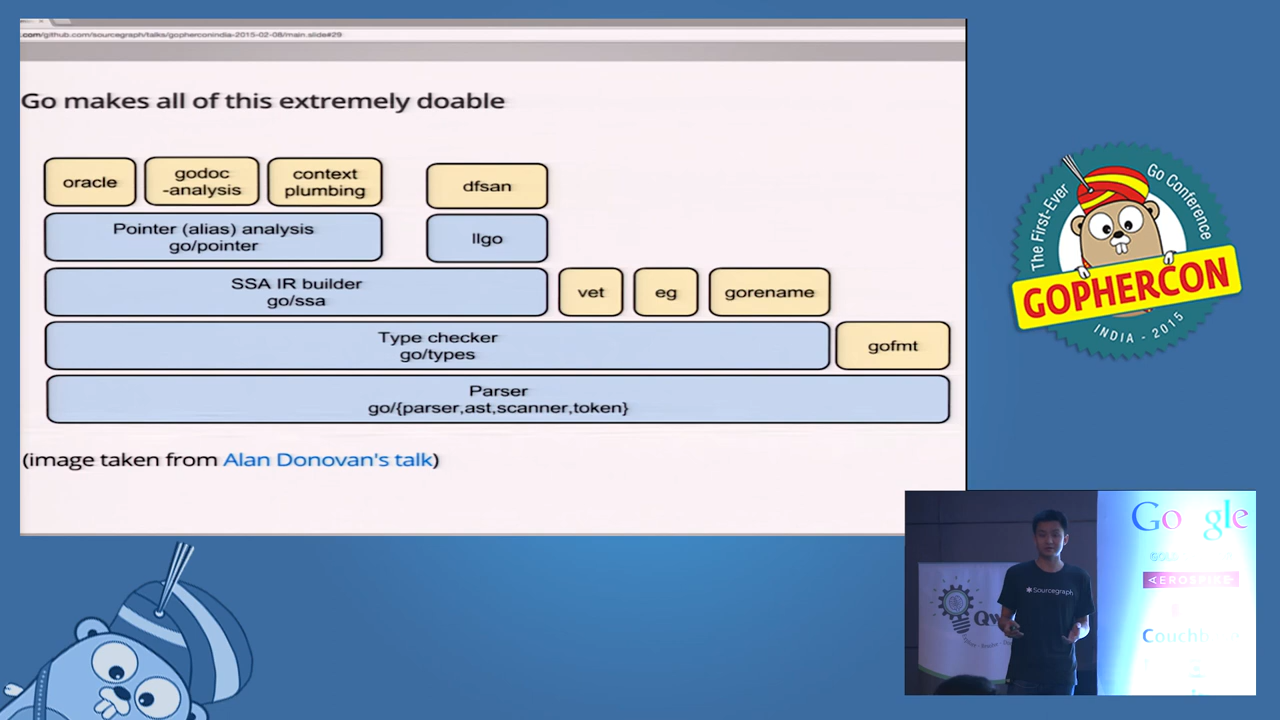 .com/github.com/sourcegraph/talks/gopherconindia-2015-02-08/main.slide#29
Go makes all of this extremely doable
oracle
godoc
-analysis
context
plumbing
dfsan
Pointer (alias) analysis
go/pointer
llgo
SSA IR builder
go/ssa
vet
eg
gorename
Type checker
go/types
gofmt
Parser
go/{parser,ast,scanner,token}
(image taken from Alan Donovan's talk)
The First-Ever
Go Conference
GOPHERCON
INDIA - 2015
Sourcegraph
Google
AEROSPIKE